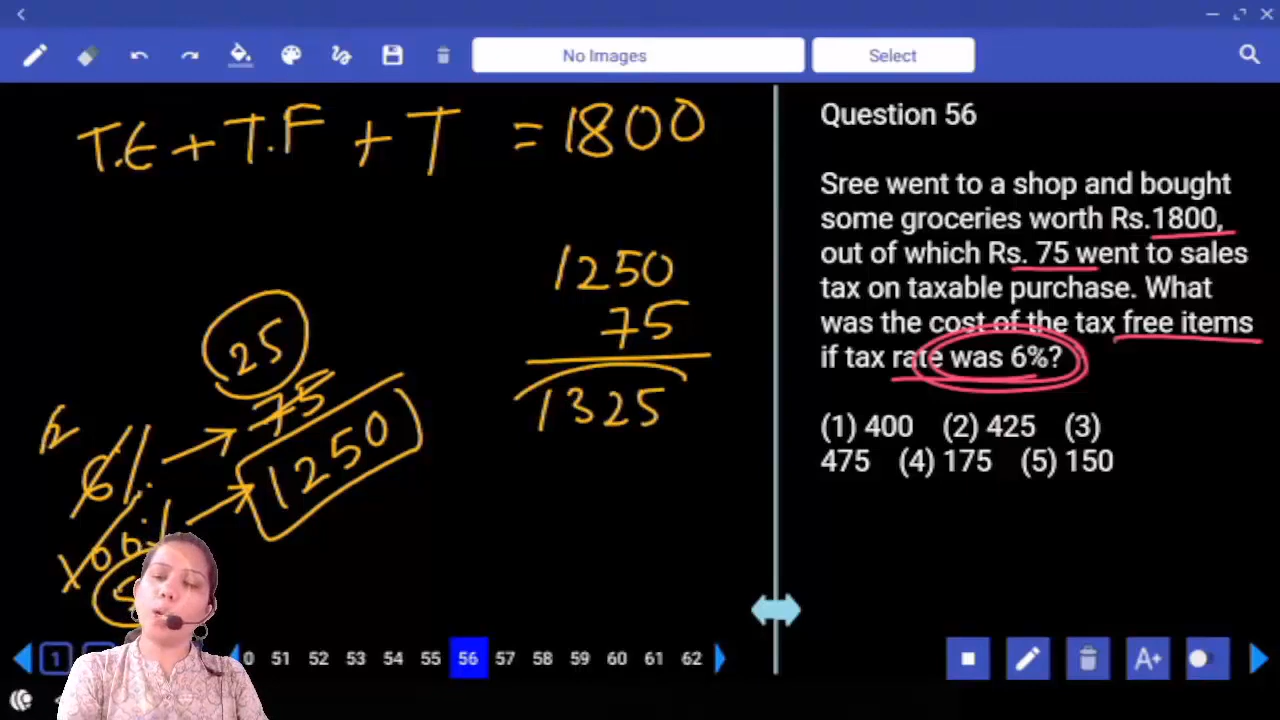 No Images
Select
T.E + T.F + T = 1800
1250
75
1325
25
75
6%
1250
100%
Question 56
Sree went to a shop and bought
some groceries worth Rs.1800,
out of which Rs. 75 went to sales
tax on taxable purchase. What
was the cost of the tax free items
if tax rate was 6%?
(1) 400 (2) 425 (3)
475 (4) 175 (5) 150
1
0 51 52 53 54 55 56 57 58 59 60 61 62
A+